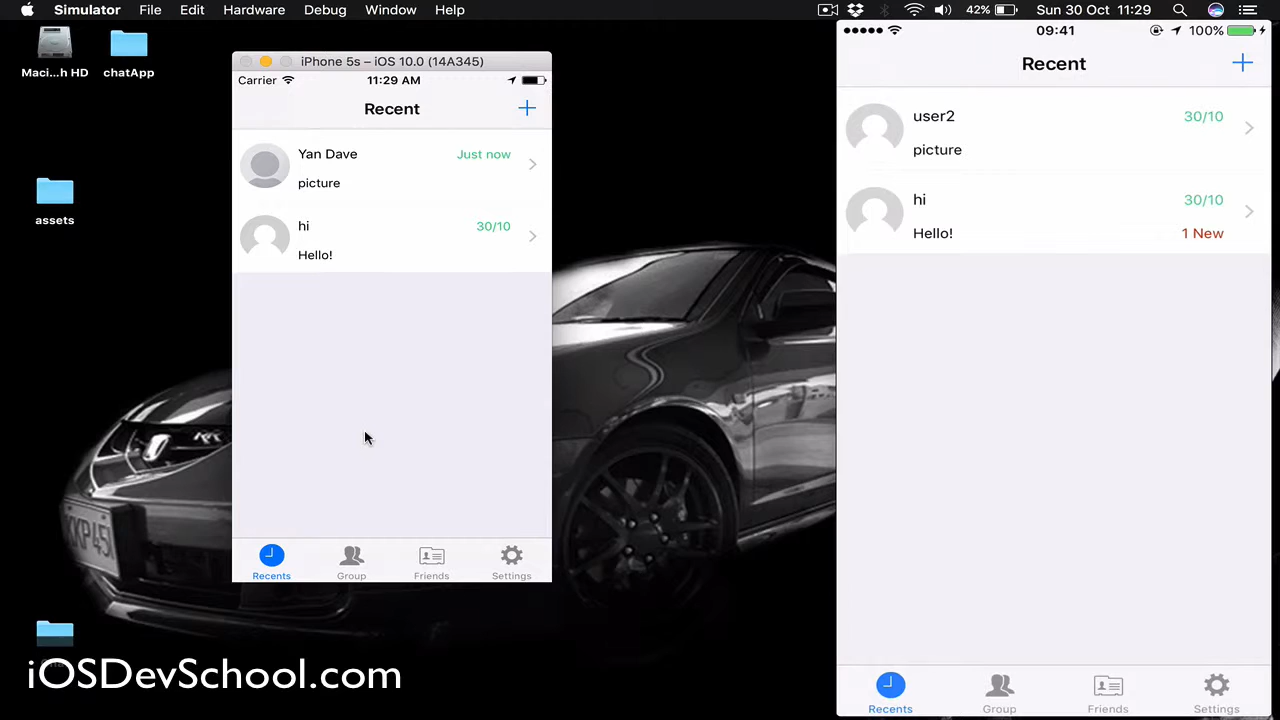 Simulator File Edit Hardware Debug Window Help 42% Sun 30 Oct 11:29
Maci...h HD
chatApp
assets
iPhone 5s – iOS 10.0 (14A345)
Carrier 11:29 AM
Recent
Yan Dave Just now
picture
hi 30/10
Hello!
Recents Group Friends Settings
09:41 100%
Recent
user2 30/10
picture
hi 30/10
Hello! 1 New
Recents Group Friends Settings
iOSDevSchool.com